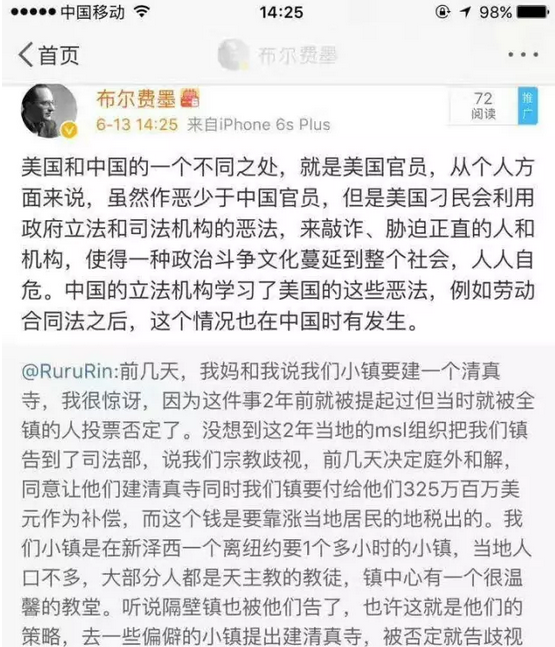 中国移动 14:25 98%
首页 布尔费墨
布尔费墨
6-13 14:25 来自iPhone 6s Plus
72
阅读
推广
美国和中国的一个不同之处，就是美国官员，从个人方
面来说，虽然作恶少于中国官员，但是美国刁民会利用
政府立法和司法机构的恶法，来敲诈、胁迫正直的人和
机构，使得一种政治斗争文化蔓延到整个社会，人人自
危。中国的立法机构学习了美国的这些恶法，例如劳动
合同法之后，这个情况也在中国时有发生。
@RuruRin:前几天，我妈和我说我们小镇要建一个清真
寺，我很惊讶，因为这件事2年前就被提起过但当时就被全
镇的人投票否定了。没想到这2年当地的msl组织把我们镇
告到了司法部，说我们宗教歧视，前几天决定庭外和解，
同意让他们建清真寺同时我们镇要付给他们325万百万美
元作为补偿，而这个钱是要靠涨当地居民的地税出的。我
们小镇是在新泽西一个离纽约要1个多小时的小镇，当地人
口不多，大部分人都是天主教的教徒，镇中心有一个很温
馨的教堂。听说隔壁镇也被他们告了，也许这就是他们的
策略，去一些偏僻的小镇提出建清真寺，被否定就告歧视